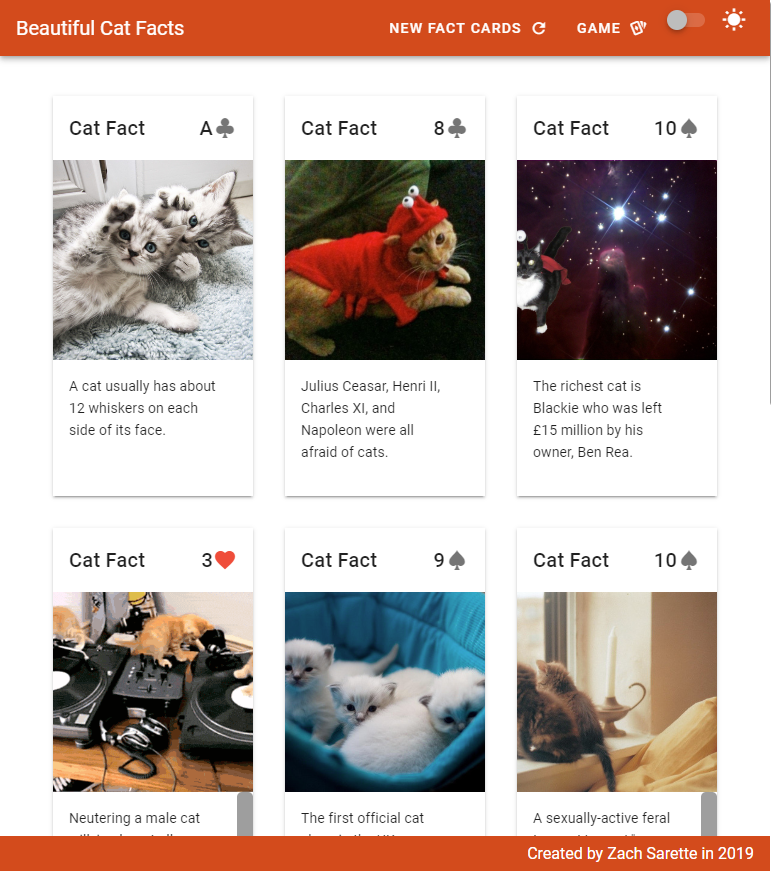 Beautiful Cat Facts
NEW FACT CARDS
GAME
Cat Fact A
A cat usually has about
12 whiskers on each
side of its face.
Cat Fact 8
Julius Ceasar, Henri II,
Charles XI, and
Napoleon were all
afraid of cats.
Cat Fact 10
The richest cat is
Blackie who was left
£15 million by his
owner, Ben Rea.
Cat Fact 3
Neutering a male cat
Cat Fact 9
The first official cat
Cat Fact 10
A sexually-active feral
Created by Zach Sarette in 2019